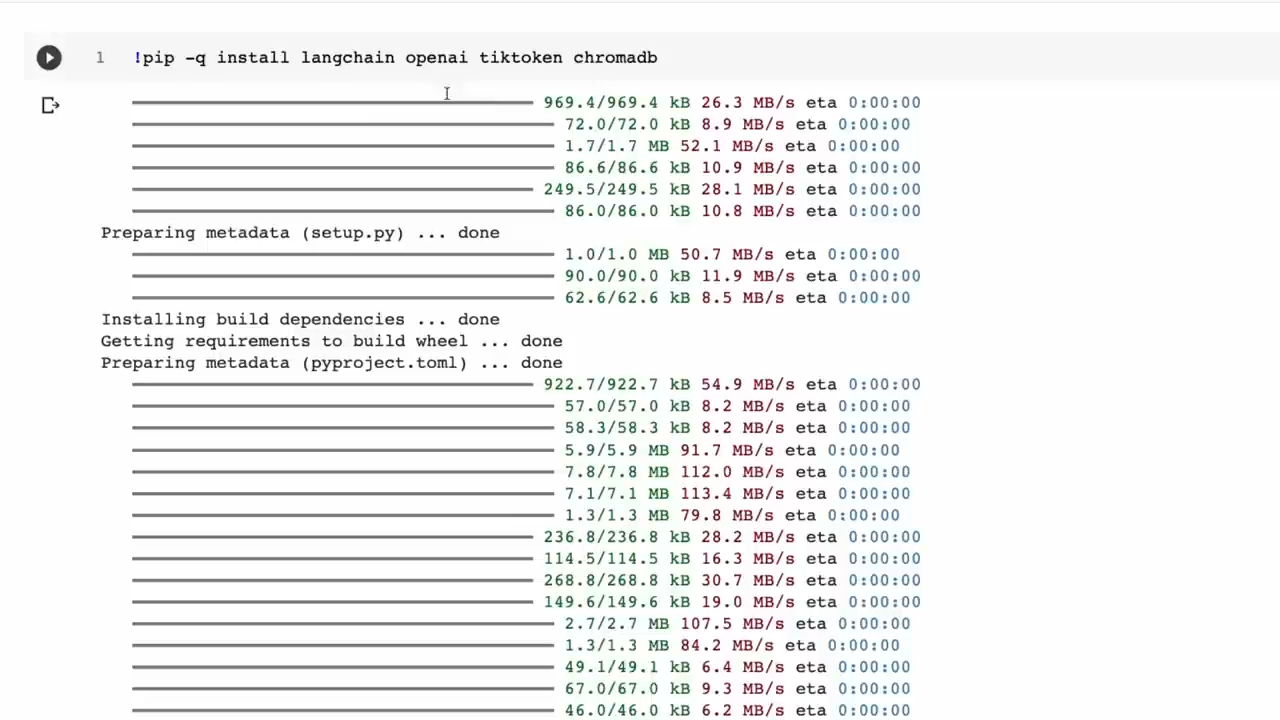 1 !pip -q install langchain openai tiktoken chromadb
969.4/969.4 kB 26.3 MB/s eta 0:00:00
72.0/72.0 kB 8.9 MB/s eta 0:00:00
1.7/1.7 MB 52.1 MB/s eta 0:00:00
86.6/86.6 kB 10.9 MB/s eta 0:00:00
249.5/249.5 kB 28.1 MB/s eta 0:00:00
86.0/86.0 kB 10.8 MB/s eta 0:00:00
Preparing metadata (setup.py) ... done
1.0/1.0 MB 50.7 MB/s eta 0:00:00
90.0/90.0 kB 11.9 MB/s eta 0:00:00
62.6/62.6 kB 8.5 MB/s eta 0:00:00
Installing build dependencies ... done
Getting requirements to build wheel ... done
Preparing metadata (pyproject.toml) ... done
922.7/922.7 kB 54.9 MB/s eta 0:00:00
57.0/57.0 kB 8.2 MB/s eta 0:00:00
58.3/58.3 kB 8.2 MB/s eta 0:00:00
5.9/5.9 MB 91.7 MB/s eta 0:00:00
7.8/7.8 MB 112.0 MB/s eta 0:00:00
7.1/7.1 MB 113.4 MB/s eta 0:00:00
1.3/1.3 MB 79.8 MB/s eta 0:00:00
236.8/236.8 kB 28.2 MB/s eta 0:00:00
114.5/114.5 kB 16.3 MB/s eta 0:00:00
268.8/268.8 kB 30.7 MB/s eta 0:00:00
149.6/149.6 kB 19.0 MB/s eta 0:00:00
2.7/2.7 MB 107.5 MB/s eta 0:00:00
1.3/1.3 MB 84.2 MB/s eta 0:00:00
49.1/49.1 kB 6.4 MB/s eta 0:00:00
67.0/67.0 kB 9.3 MB/s eta 0:00:00
46.0/46.0 kB 6.2 MB/s eta 0:00:00